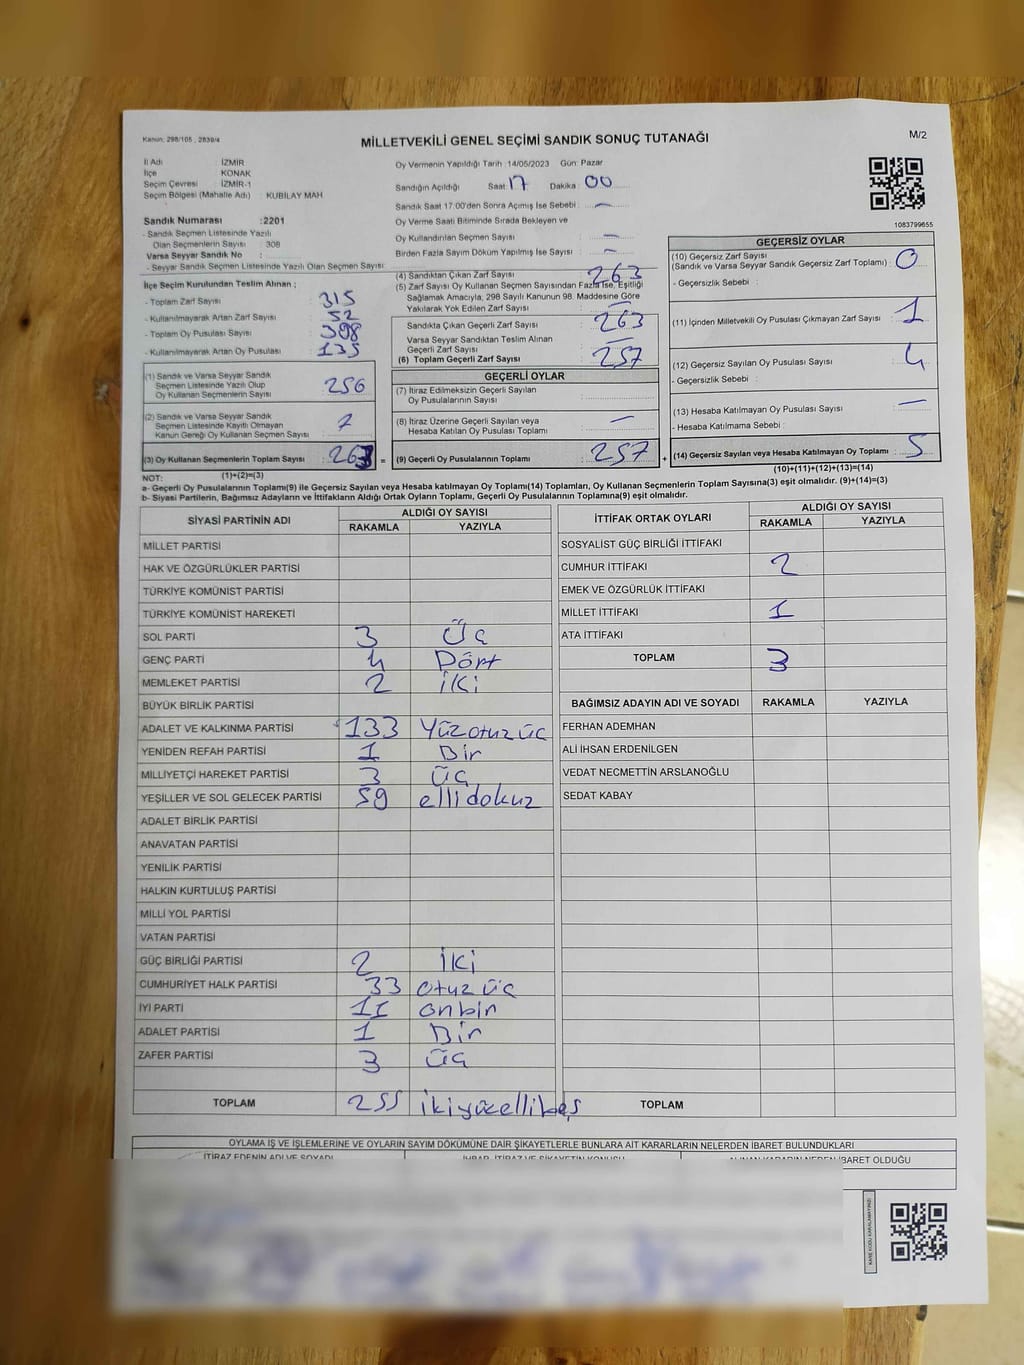 Kanun: 298/105 , 2839/4
MİLLETVEKİLİ GENEL SEÇİMİ SANDIK SONUÇ TUTANAĞI
M/2
İl Adı : İZMİR
İlçe : KONAK
Seçim Çevresi : İZMİR-1
Seçim Bölgesi (Mahalle Adı) : KUBİLAY MAH
Sandık Numarası : 2201
- Sandık Seçmen Listesinde Yazılı
Olan Seçmenlerin Sayısı : 308
Varsa Seyyar Sandık No :
- Seyyar Sandık Seçmen Listesinde Yazılı Olan Seçmen Sayısı
Oy Vermenin Yapıldığı Tarih : 14/05/2023 Gün: Pazar
Sandığın Açıldığı Saat: 17 Dakika : 00
Sandık Saat 17:00'den Sonra Açımış İse Sebebi : —
Oy Verme Saati Bitiminde Sırada Bekleyen ve
Oy Kullandırılan Seçmen Sayısı : —
Birden Fazla Sayım Döküm Yapılmış İse Sayısı : —
1083799655
İlçe Seçim Kurulundan Teslim Alınan ;
- Toplam Zarf Sayısı : 315
- Kullanılmayarak Artan Zarf Sayısı : 52
- Toplam Oy Pusulası Sayısı : 398
- Kullanılmayarak Artan Oy Pusulası : 135
(1) Sandık ve Varsa Seyyar Sandık
Seçmen Listesinde Yazılı Olup
Oy Kullanan Seçmenlerin Sayısı : 256
(2) Sandık ve Varsa Seyyar Sandık
Seçmen Listesinde Kayıtlı Olmayan
Kanun Gereği Oy Kullanan Seçmen Sayısı : 7
(3) Oy Kullanan Seçmenlerin Toplam Sayısı : 263 =
(4) Sandıktan Çıkan Zarf Sayısı : 263
(5) Zarf Sayısı Oy Kullanan Seçmen Sayısından Fazla İse, Eşitliği
Sağlamak Amacıyla, 298 Sayılı Kanunun 98. Maddesine Göre
Yakılarak Yok Edilen Zarf Sayısı : —
Sandıkta Çıkan Geçerli Zarf Sayısı : 263
Varsa Seyyar Sandıktan Teslim Alınan
Geçerli Zarf Sayısı : —
(6) Toplam Geçerli Zarf Sayısı : 257
GEÇERLİ OYLAR
(7) İtiraz Edilmeksizin Geçerli Sayılan
Oy Pusulalarının Sayısı :
(8) İtiraz Üzerine Geçerli Sayılan veya
Hesaba Katılan Oy Pusulası Toplamı : —
(9) Geçerli Oy Pusulalarının Toplamı : 257 +
GEÇERSİZ OYLAR
(10) Geçersiz Zarf Sayısı
(Sandık ve Varsa Seyyar Sandık Geçersiz Zarf Toplamı) : 0
- Geçersizlik Sebebi :
(11) İçinden Milletvekili Oy Pusulası Çıkmayan Zarf Sayısı : 1
(12) Geçersiz Sayılan Oy Pusulası Sayısı : 4
- Geçersizlik Sebebi :
(13) Hesaba Katılmayan Oy Pusulası Sayısı : —
- Hesaba Katılmama Sebebi :
(14) Geçersiz Sayılan veya Hesaba Katılmayan Oy Toplamı : 5
NOT: (1)+(2)=(3)
(10)+(11)+(12)+(13)=(14)
a- Geçerli Oy Pusulalarının Toplamı(9) ile Geçersiz Sayılan veya Hesaba katılmayan Oy Toplamı(14) Toplamları, Oy Kullanan Seçmenlerin Toplam Sayısına(3) eşit olmalıdır. (9)+(14)=(3)
b- Siyasi Partilerin, Bağımsız Adayların ve İttifakların Aldığı Ortak Oyların Toplamı, Geçerli Oy Pusulalarının Toplamına(9) eşit olmalıdır.
SİYASİ PARTİNİN ADI ALDIĞI OY SAYISI
RAKAMLA YAZIYLA
MİLLET PARTİSİ
HAK VE ÖZGÜRLÜKLER PARTİSİ
TÜRKİYE KOMÜNİST PARTİSİ
TÜRKİYE KOMÜNİST HAREKETİ
SOL PARTİ 3 Üç
GENÇ PARTİ 4 Dört
MEMLEKET PARTİSİ 2 İki
BÜYÜK BİRLİK PARTİSİ
ADALET VE KALKINMA PARTİSİ 133 Yüzotuzüç
YENİDEN REFAH PARTİSİ 1 Bir
MİLLİYETÇİ HAREKET PARTİSİ 3 Üç
YEŞİLLER VE SOL GELECEK PARTİSİ 59 ellidokuz
ADALET BİRLİK PARTİSİ
ANAVATAN PARTİSİ
YENİLİK PARTİSİ
HALKIN KURTULUŞ PARTİSİ
MİLLİ YOL PARTİSİ
VATAN PARTİSİ
GÜÇ BİRLİĞİ PARTİSİ 2 İki
CUMHURİYET HALK PARTİSİ 33 otuzüç
İYİ PARTİ 11 onbir
ADALET PARTİSİ 1 Bir
ZAFER PARTİSİ 3 Üç
TOPLAM 255 ikiyüzellibeş
İTTİFAK ORTAK OYLARI ALDIĞI OY SAYISI
RAKAMLA YAZIYLA
SOSYALİST GÜÇ BİRLİĞİ İTTİFAKI
CUMHUR İTTİFAKI 2
EMEK VE ÖZGÜRLÜK İTTİFAKI
MİLLET İTTİFAKI 1
ATA İTTİFAKI
TOPLAM 3
BAĞIMSIZ ADAYIN ADI VE SOYADI RAKAMLA YAZIYLA
FERHAN ADEMHAN
ALİ İHSAN ERDENİLGEN
VEDAT NECMETTİN ARSLANOĞLU
SEDAT KABAY
TOPLAM
OYLAMA İŞ VE İŞLEMLERİNE VE OYLARIN SAYIM DÖKÜMÜNE DAİR ŞİKAYETLERLE BUNLARA AİT KARARLARIN NELERDEN İBARET BULUNDUKLARI
İTİRAZ EDENİN ADI VE SOYADI İHBAR, İTİRAZ VE ŞİKAYETİN KONUSU ALINAN KARARIN NEDEN İBARET OLDUĞU
KARE KODU KARALAMAYINIZ!